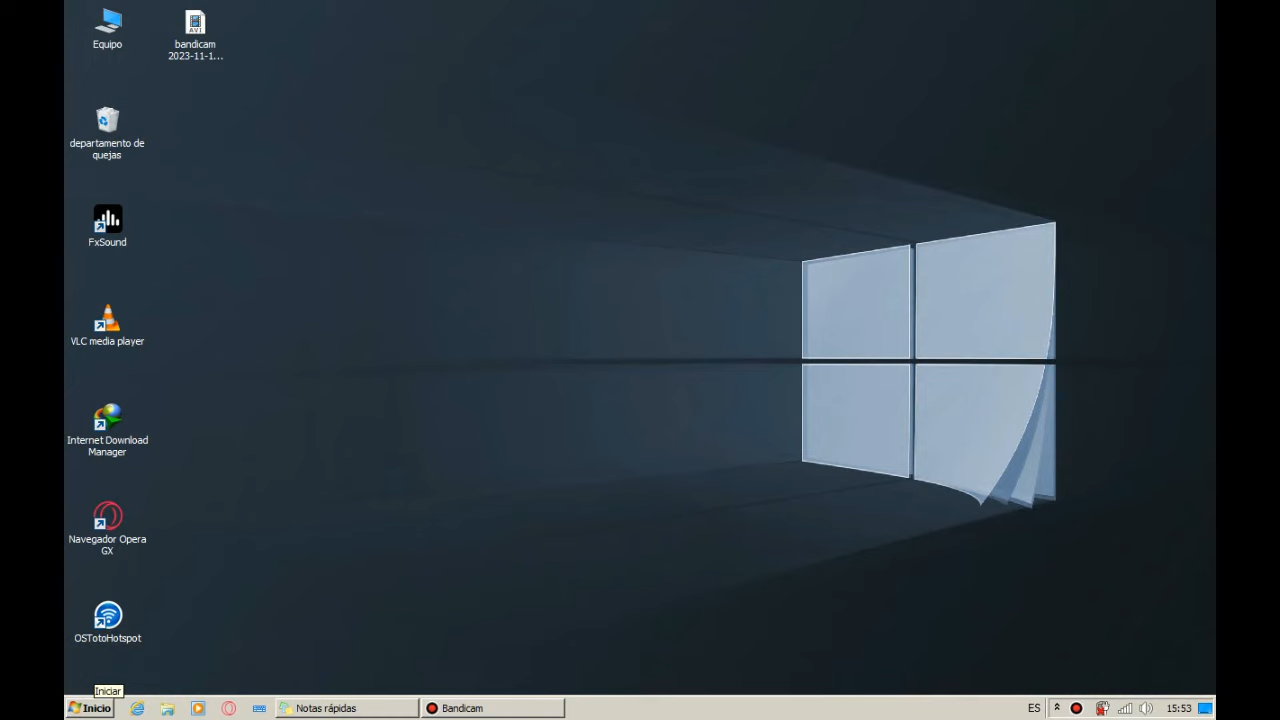 Equipo
AVI
bandicam
2023-11-1...
departamento de
quejas
FxSound
VLC media player
Internet Download
Manager
Navegador Opera
GX
OSTotoHotspot
Iniciar
Inicio
Notas rápidas
Bandicam
ES
15:53